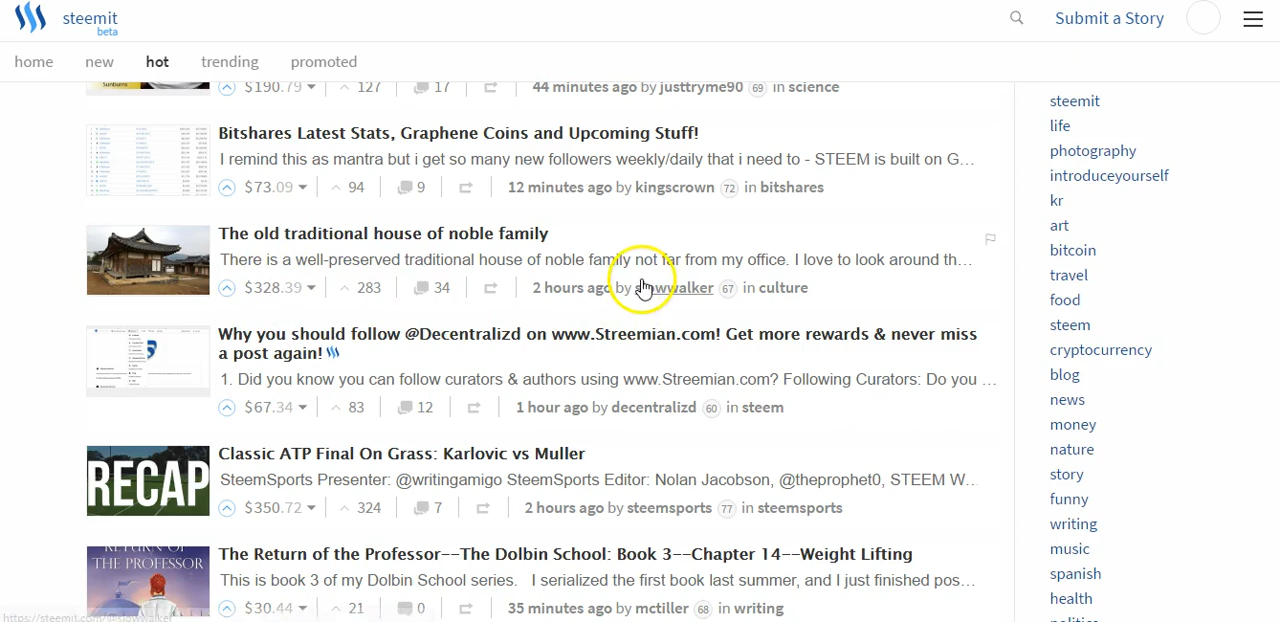 steemit
beta
Submit a Story
home new hot trending promoted
Sunburns
$190.79 127 17 44 minutes ago by justtryme90 69 in science
Bitshares Latest Stats, Graphene Coins and Upcoming Stuff!
I remind this as mantra but i get so many new followers weekly/daily that i need to - STEEM is built on G...
$73.09 94 9 12 minutes ago by kingscrown 72 in bitshares
The old traditional house of noble family
There is a well-preserved traditional house of noble family not far from my office. I love to look around th...
$328.39 283 34 2 hours ago by slowwalker 67 in culture
Why you should follow @Decentralizd on www.Streemian.com! Get more rewards & never miss
a post again!
1. Did you know you can follow curators & authors using www.Streemian.com? Following Curators: Do you ...
$67.34 83 12 1 hour ago by decentralizd 60 in steem
RECAP
Classic ATP Final On Grass: Karlovic vs Muller
SteemSports Presenter: @writingamigo SteemSports Editor: Nolan Jacobson, @theprophet0, STEEM W...
$350.72 324 7 2 hours ago by steemsports 77 in steemsports
RETURN OF
THE PROFESSOR
The Return of the Professor--The Dolbin School: Book 3--Chapter 14--Weight Lifting
This is book 3 of my Dolbin School series. I serialized the first book last summer, and I just finished pos...
$30.44 21 0 35 minutes ago by mctiller 68 in writing
https://steemit.com/@slowwalker
steemit
life
photography
introduceyourself
kr
art
bitcoin
travel
food
steem
cryptocurrency
blog
news
money
nature
story
funny
writing
music
spanish
health
politics